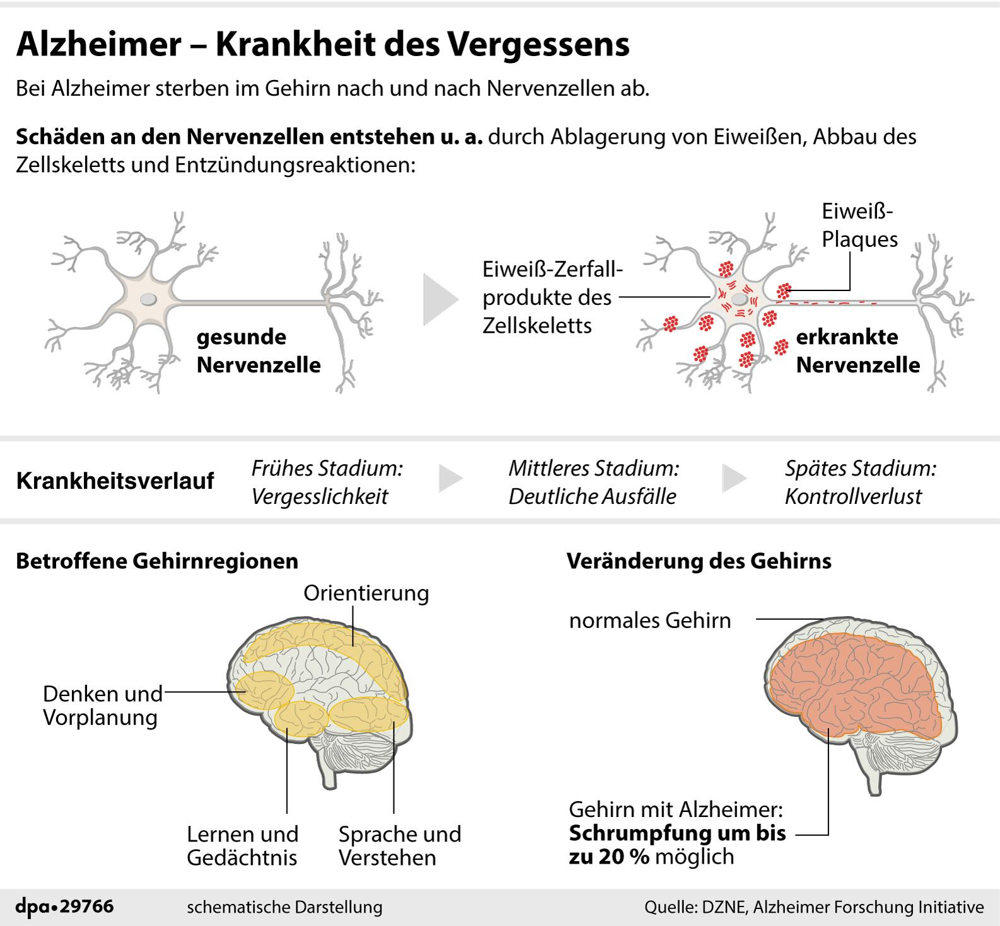 Alzheimer – Krankheit des Vergessens
Bei Alzheimer sterben im Gehirn nach und nach Nervenzellen ab.
Schäden an den Nervenzellen entstehen u. a. durch Ablagerung von Eiweißen, Abbau des
Zellskeletts und Entzündungsreaktionen:
gesunde
Nervenzelle
Eiweiß-Zerfall-
produkte des
Zellskeletts
Eiweiß-
Plaques
erkrankte
Nervenzelle
Krankheitsverlauf
Frühes Stadium:
Vergesslichkeit
Mittleres Stadium:
Deutliche Ausfälle
Spätes Stadium:
Kontrollverlust
Betroffene Gehirnregionen
Orientierung
Denken und
Vorplanung
Lernen und
Gedächtnis
Sprache und
Verstehen
Veränderung des Gehirns
normales Gehirn
Gehirn mit Alzheimer:
Schrumpfung um bis
zu 20 % möglich
dpa•29766
schematische Darstellung
Quelle: DZNE, Alzheimer Forschung Initiative